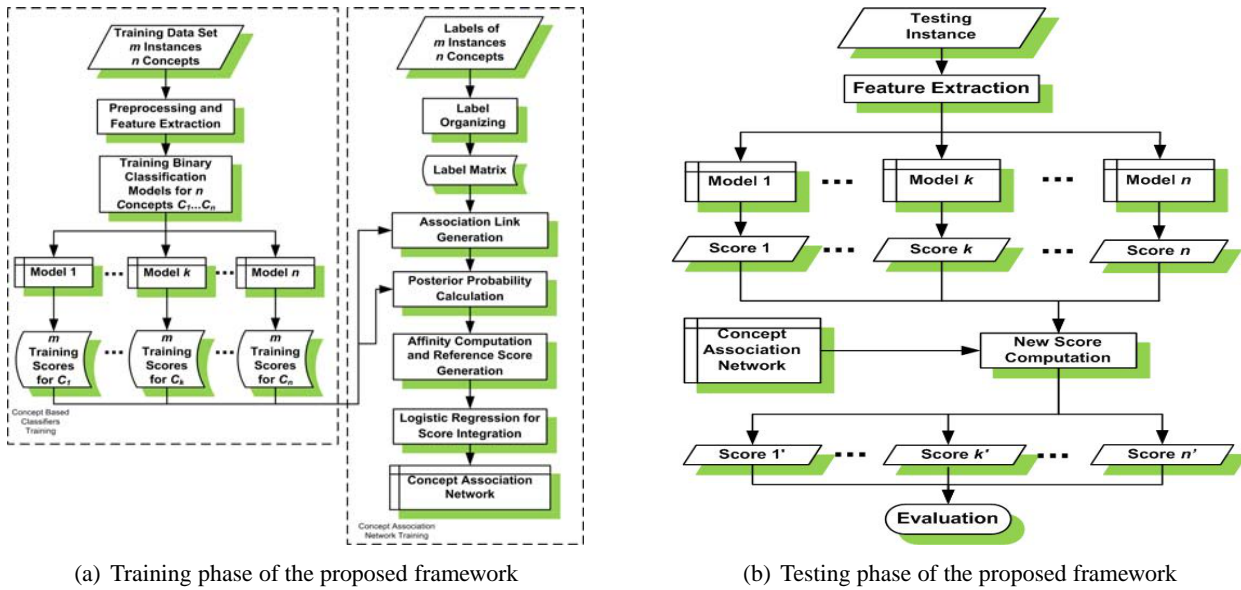 Training Data Set
m Instances
n Concepts
Preprocessing and
Feature Extraction
Training Binary
Classification
Models for n
Concepts C₁...Cₙ
Model 1
...
Model k
...
Model n
m
Training
Scores
for C₁
...
m
Training
Scores
for Cₖ
...
m
Training
Scores
for Cₙ
Concept Based
Classifiers
Training
Labels of
m Instances
n Concepts
Label
Organizing
Label Matrix
Association Link
Generation
Posterior Probability
Calculation
Affinity Computation
and Reference Score
Generation
Logistic Regression for
Score Integration
Concept Association
Network
Concept Association
Network Training
(a) Training phase of the proposed framework
Testing
Instance
Feature Extraction
Model 1
...
Model k
...
Model n
Score 1
...
Score k
...
Score n
Concept
Association
Network
New Score
Computation
Score 1'
...
Score k'
...
Score n'
Evaluation
(b) Testing phase of the proposed framework